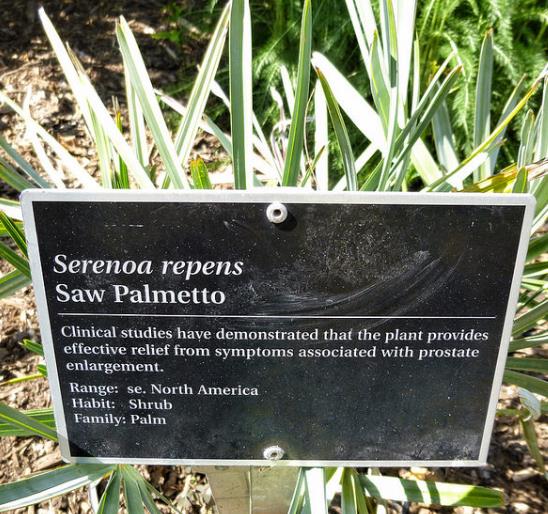 Serenoa repens
Saw Palmetto
Clinical studies have demonstrated that the plant provides
effective relief from symptoms associated with prostate
enlargement.
Range: se. North America
Habit: Shrub
Family: Palm